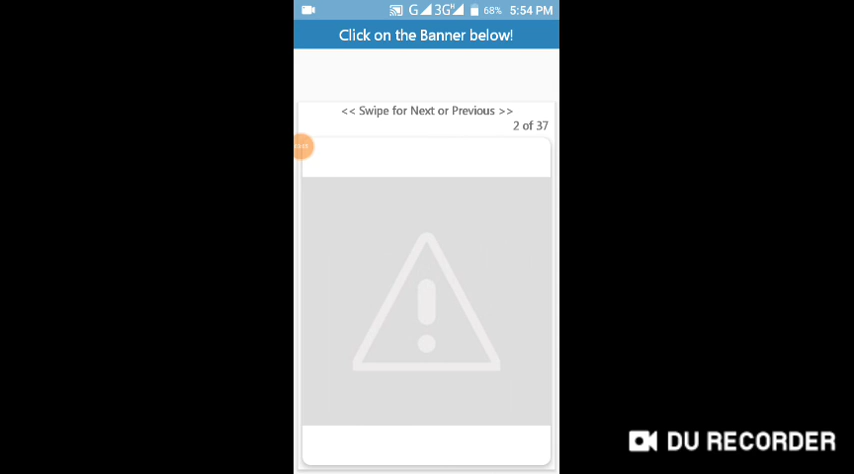 G 3G H 68% 5:54 PM
Click on the Banner below!
<< Swipe for Next or Previous >>
2 of 37
DU RECORDER